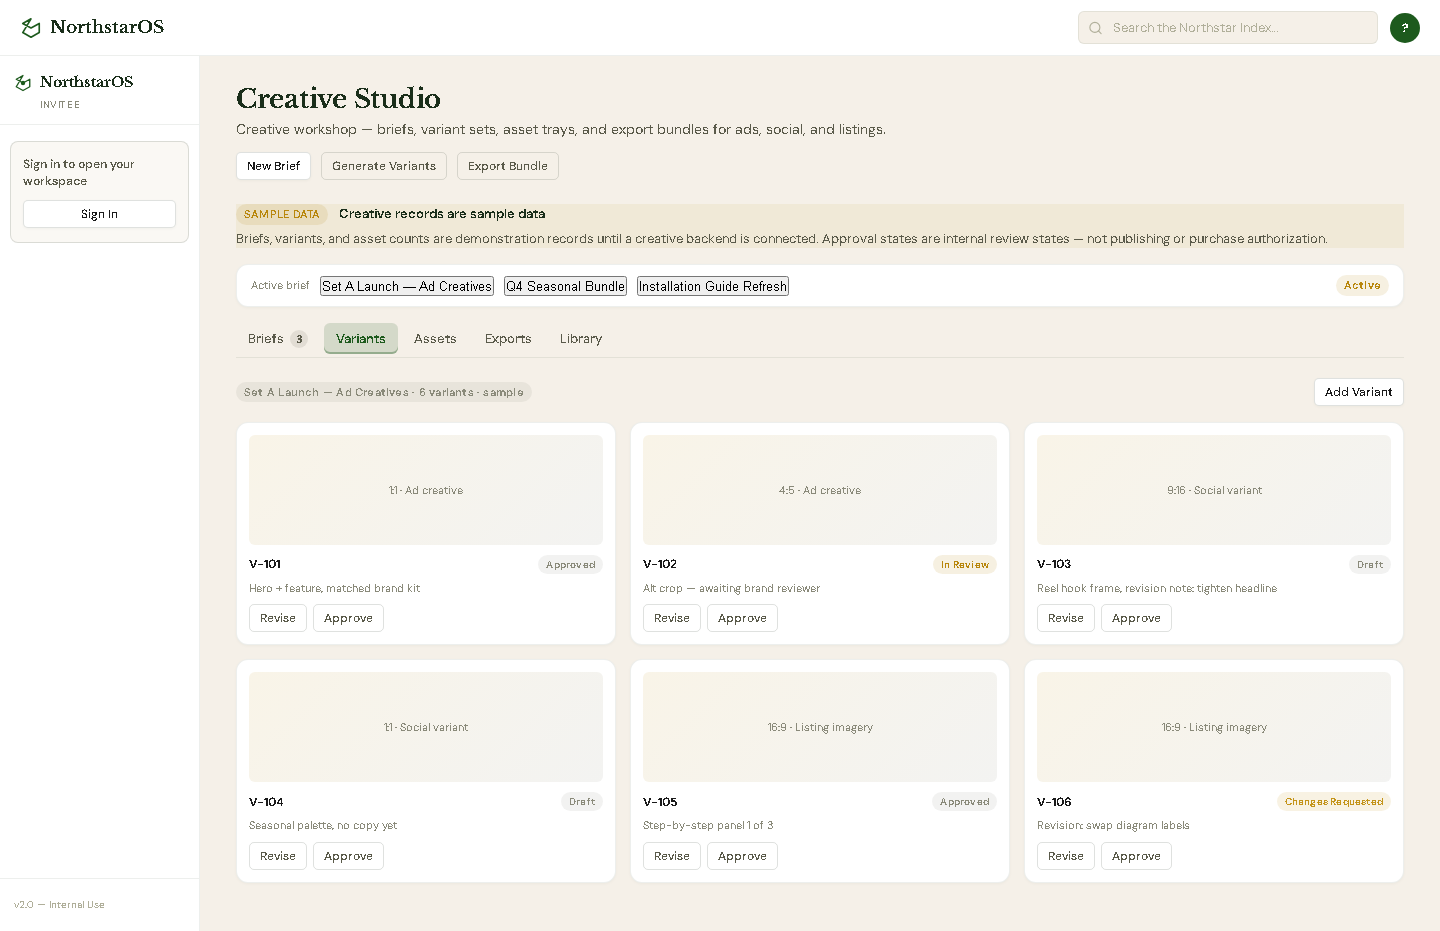 NorthstarOS
Search the Northstar Index...
?
NorthstarOS
INVITEE
Sign in to open your
workspace
Sign In
v2.0 — Internal Use
Creative Studio
Creative workshop — briefs, variant sets, asset trays, and export bundles for ads, social, and listings.
New Brief
Generate Variants
Export Bundle
SAMPLE DATA Creative records are sample data
Briefs, variants, and asset counts are demonstration records until a creative backend is connected. Approval states are internal review states — not publishing or purchase authorization.
Active brief
Set A Launch — Ad Creatives
Q4 Seasonal Bundle
Installation Guide Refresh
Active
Briefs 3
Variants
Assets
Exports
Library
Set A Launch — Ad Creatives · 6 variants · sample
Add Variant
1:1 · Ad creative
V-101
Approved
Hero + feature, matched brand kit
Revise
Approve
4:5 · Ad creative
V-102
In Review
Alt crop — awaiting brand reviewer
Revise
Approve
9:16 · Social variant
V-103
Draft
Reel hook frame, revision note: tighten headline
Revise
Approve
1:1 · Social variant
V-104
Draft
Seasonal palette, no copy yet
Revise
Approve
16:9 · Listing imagery
V-105
Approved
Step-by-step panel 1 of 3
Revise
Approve
16:9 · Listing imagery
V-106
Changes Requested
Revision: swap diagram labels
Revise
Approve